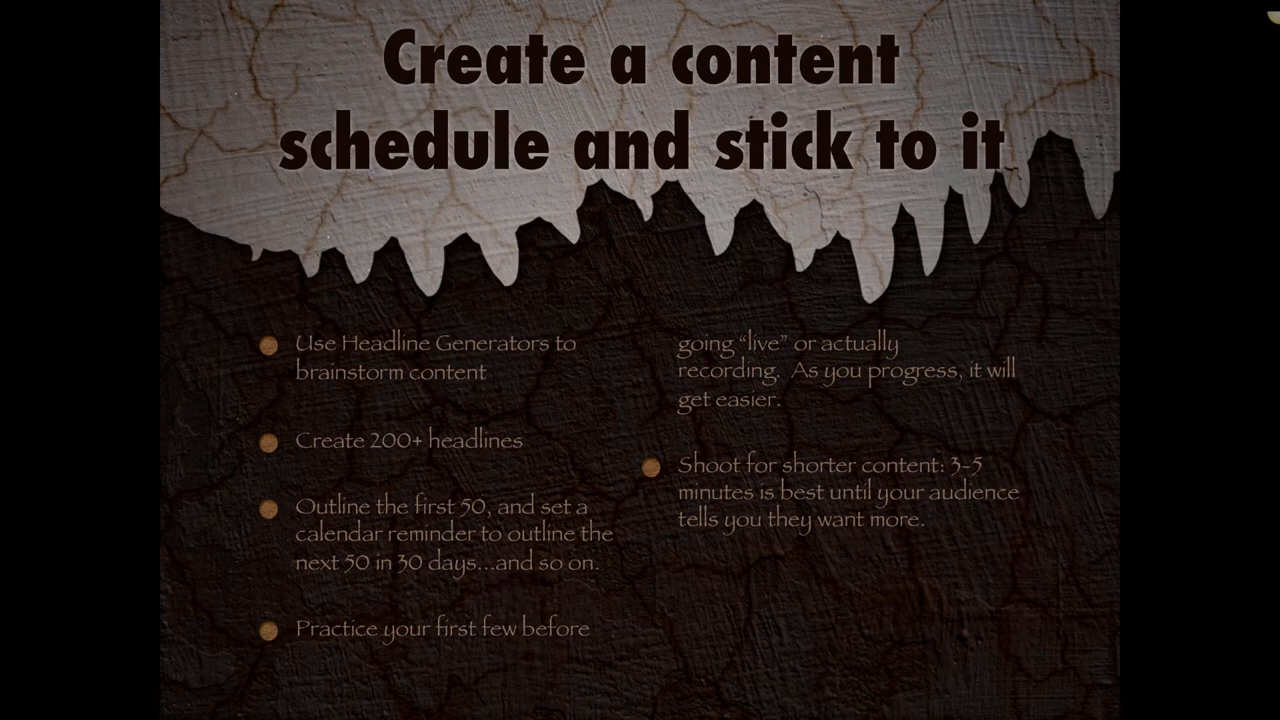 Create a content
schedule and stick to it
Use Headline Generators to
brainstorm content
Create 200+ headlines
Outline the first 50, and set a
calendar reminder to outline the
next 50 in 30 days...and so on.
Practice your first few before
going “live” or actually
recording.  As you progress, it will
get easier.
Shoot for shorter content: 3-5
minutes is best until your audience
tells you they want more.